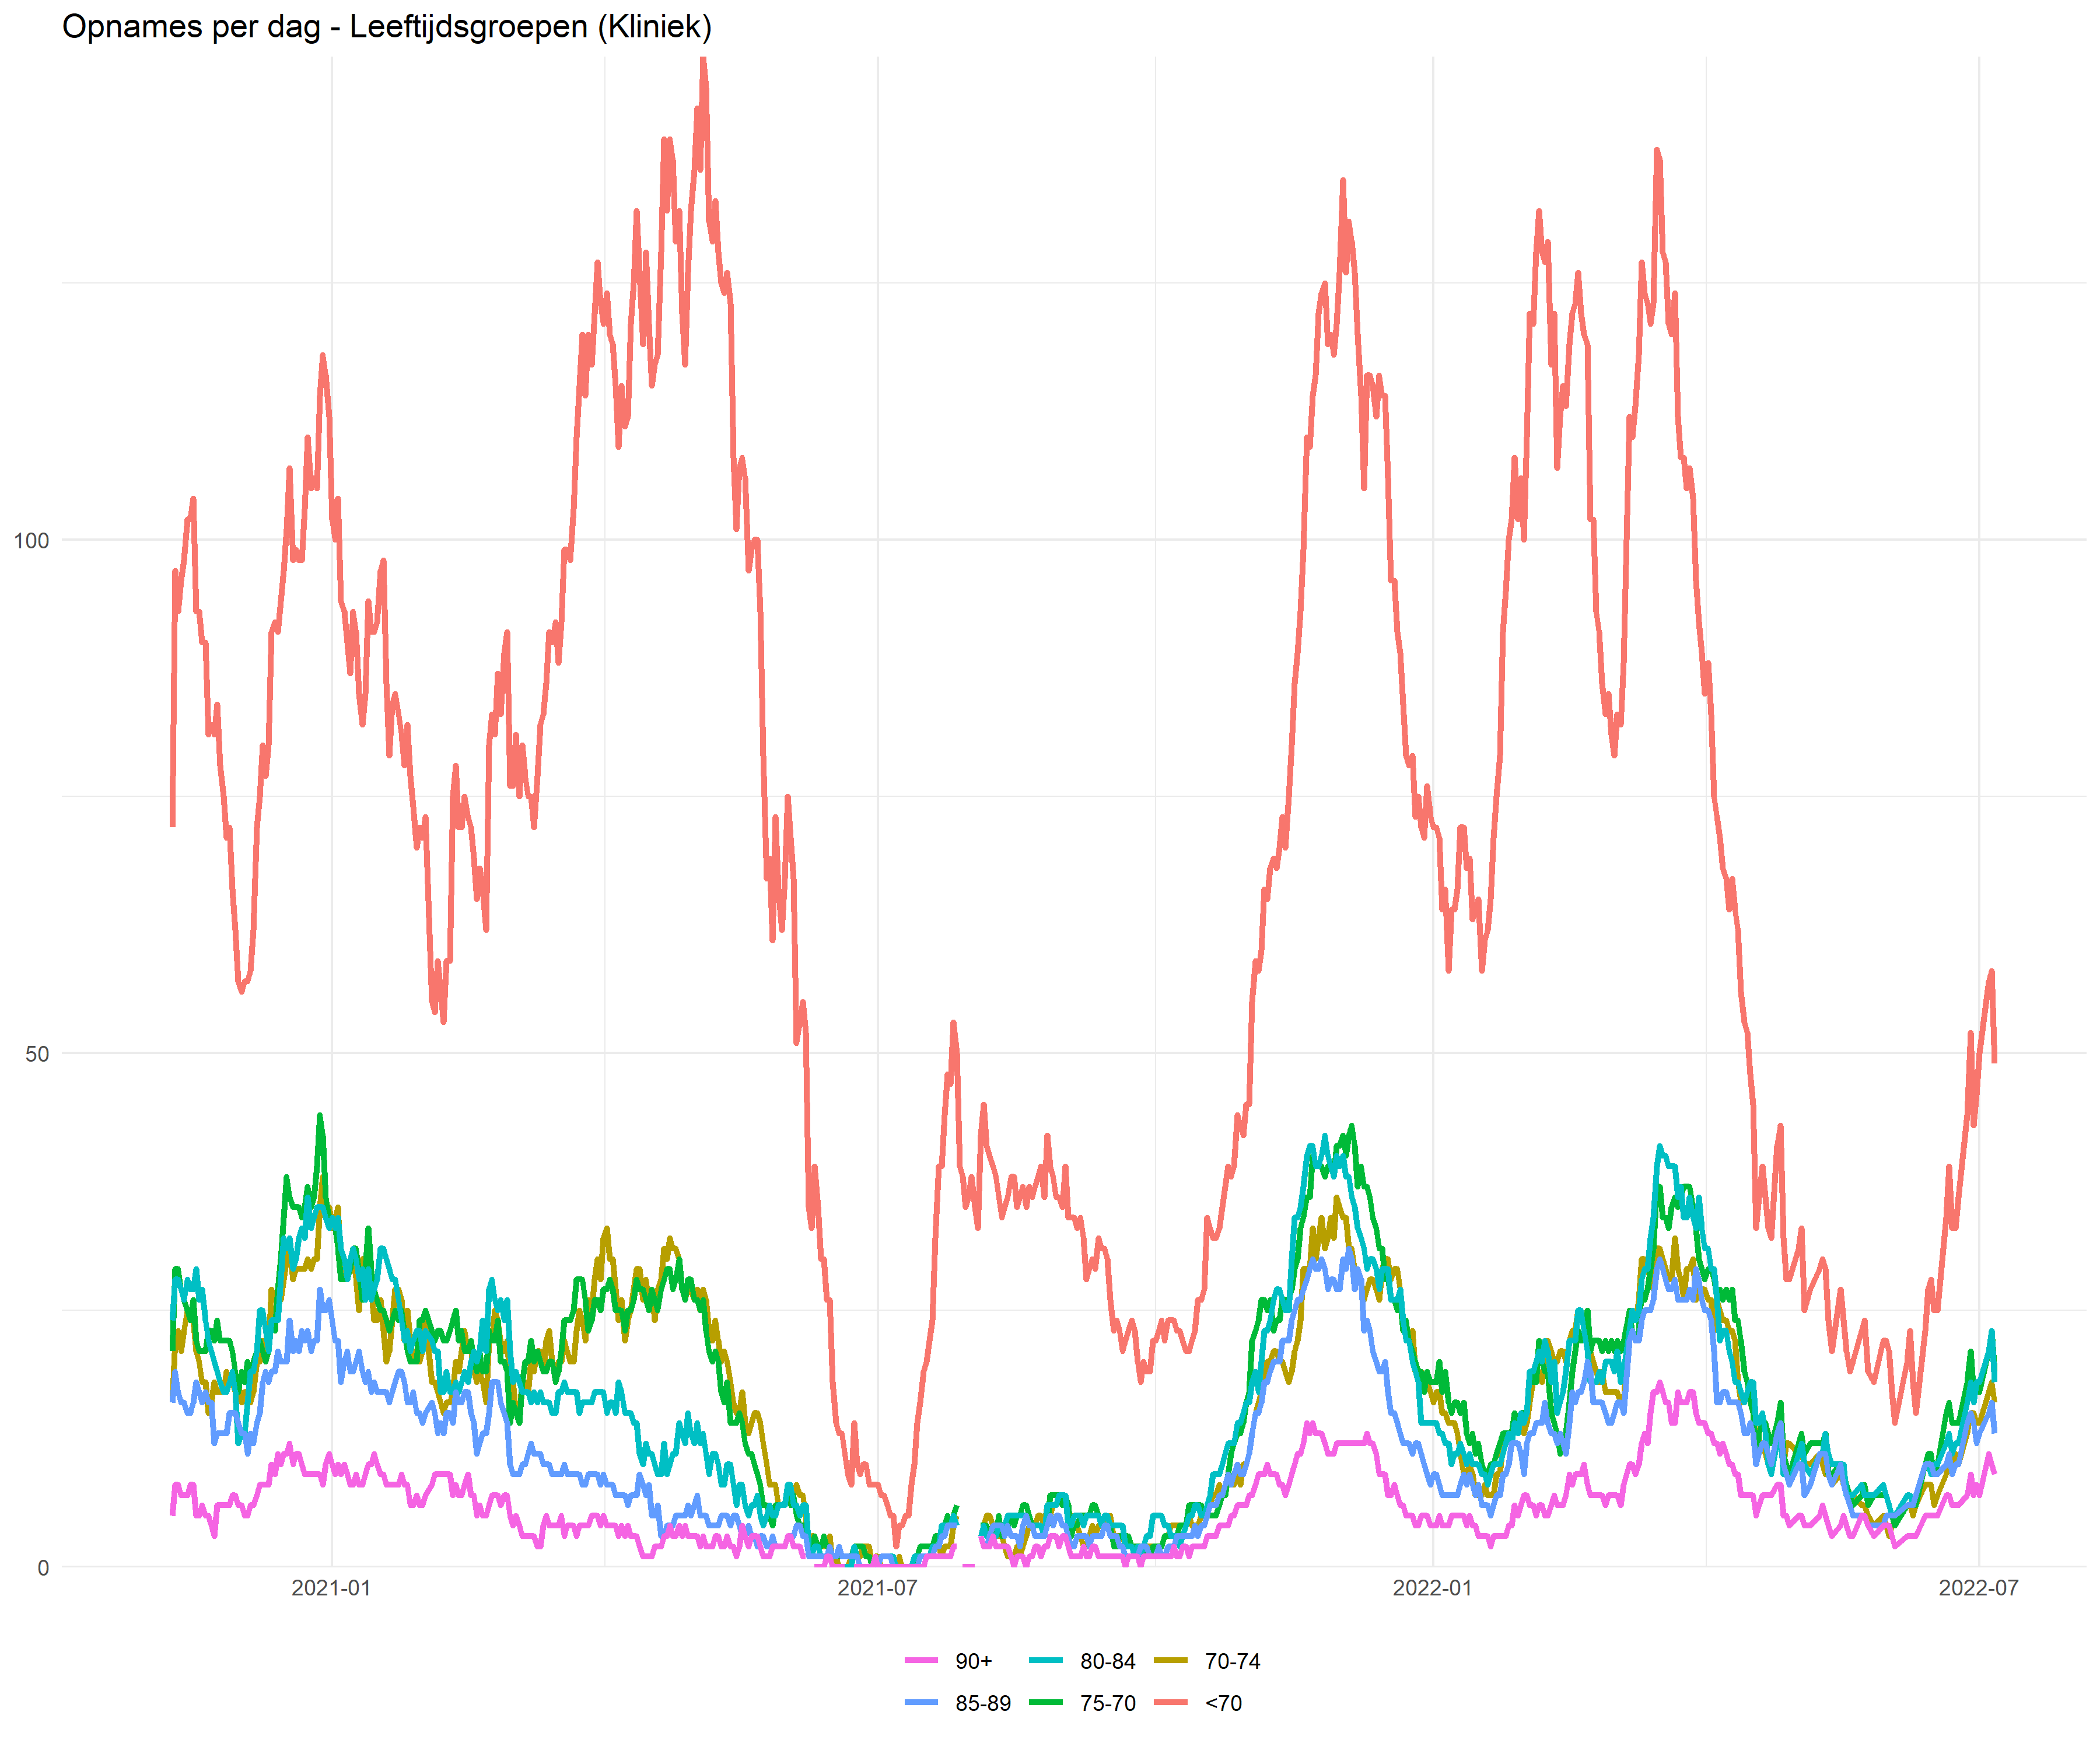 Opnames per dag - Leeftijdsgroepen (Kliniek)
100
50
0
2021-01 2021-07 2022-01 2022-07
90+ 80-84 70-74
85-89 75-70 <70